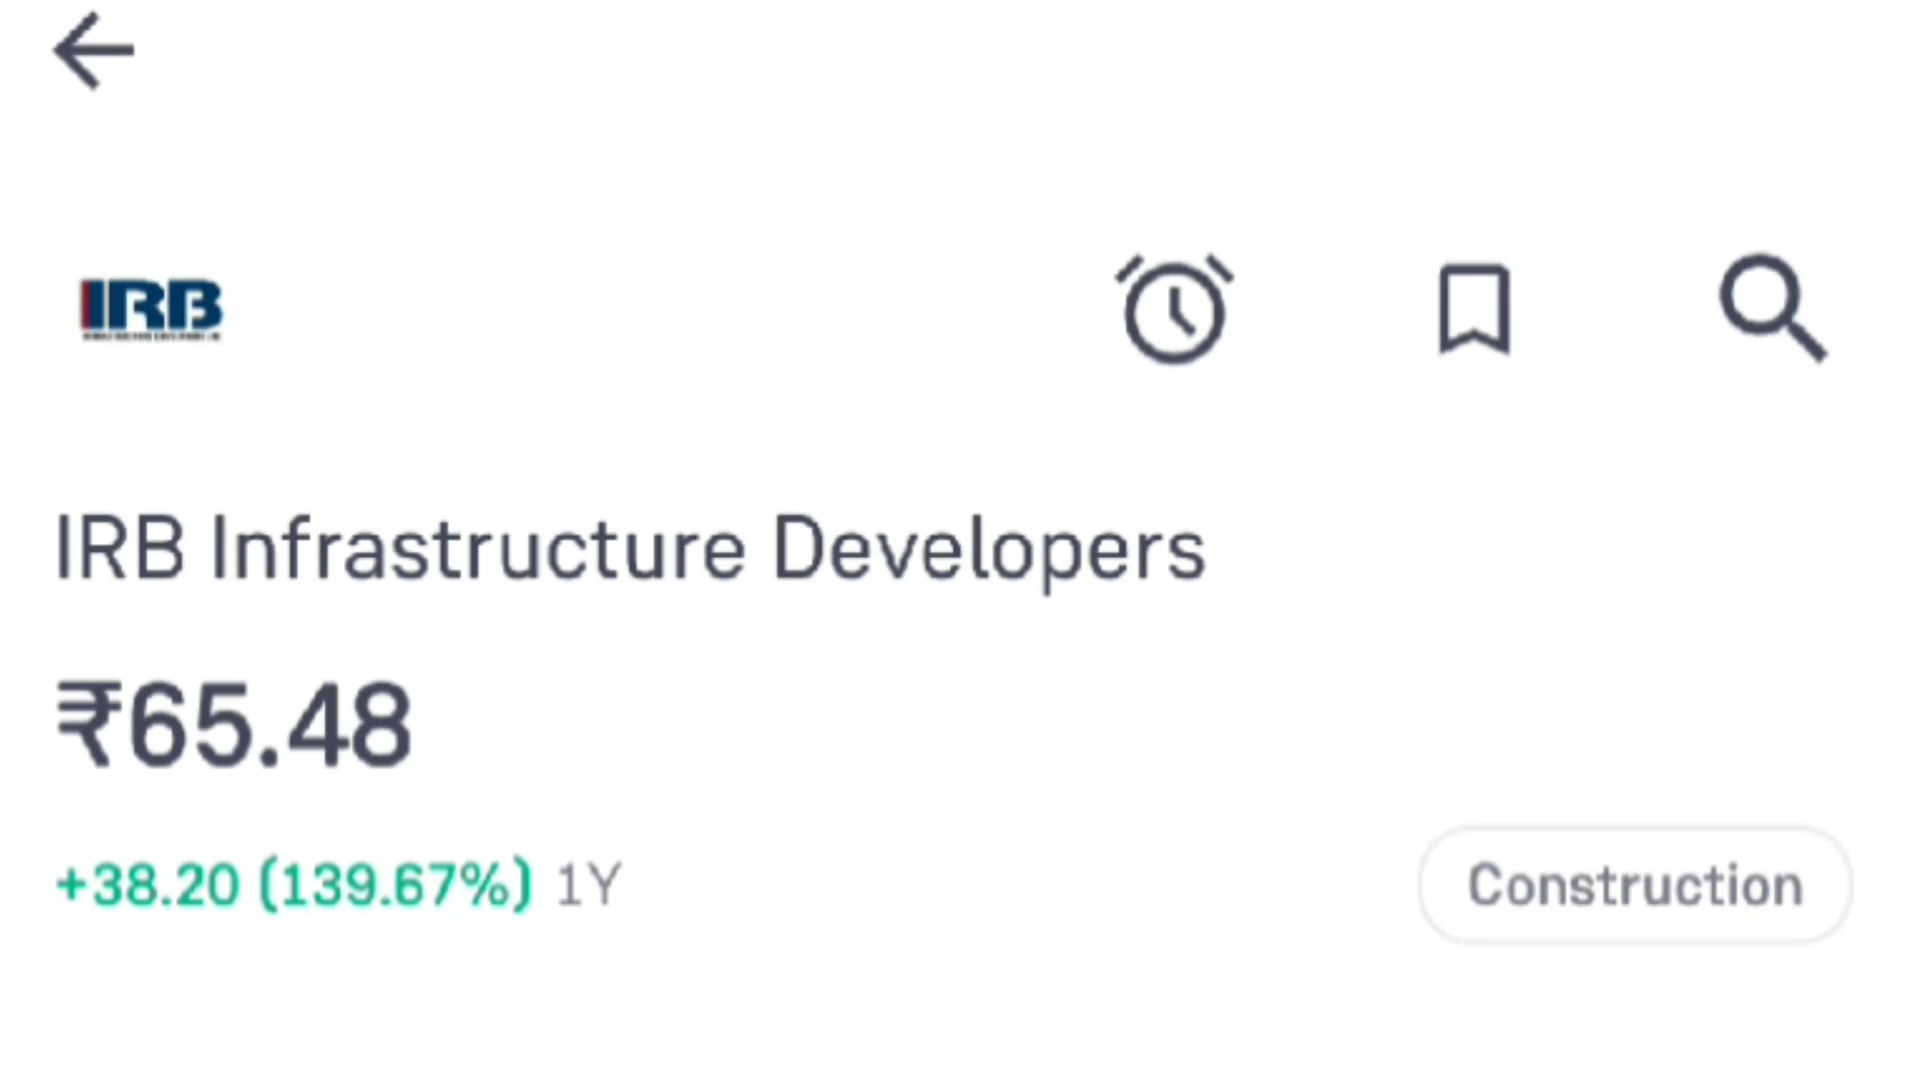 IRB
IRB Infrastructure Developers
₹65.48
+38.20 (139.67%) 1Y
Construction